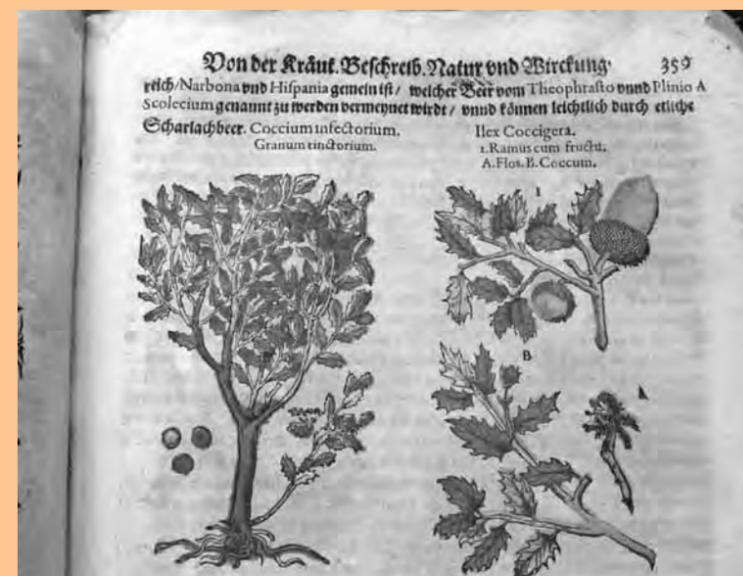 Von der Kräut. Beschreib. Natur vnd Wirckung. 359
reich/ Narbona vnd Hispania gemein ist/ welcher Beer vom Theophrasto vnnd Plinio A
Scolecium genannt zu werden vermeynet wirdt/ vnnd können leichtlich durch etliche
Scharlachbeer. Coccium infectorium.
Granum tinctorium.
Ilex Coccigera.
1. Ramus cum fructu.
A. Flos. B. Coccum.
1
B
A